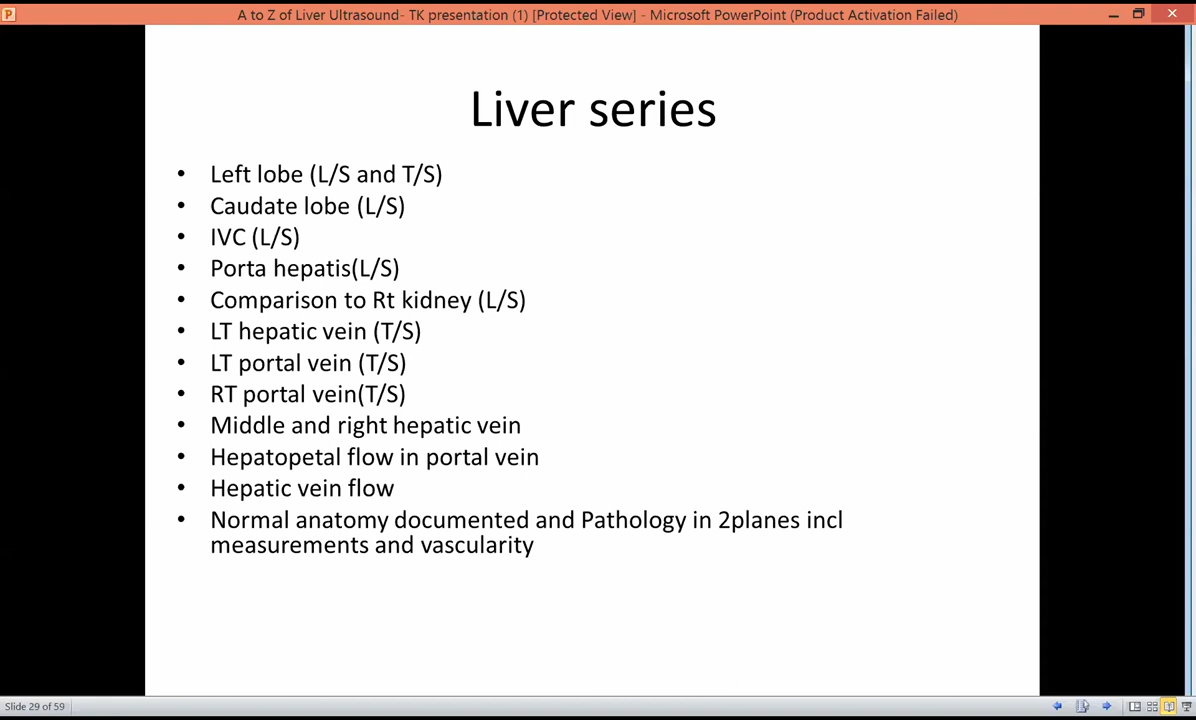 A to Z of Liver Ultrasound- TK presentation (1) [Protected View] - Microsoft PowerPoint (Product Activation Failed)
Liver series
• Left lobe (L/S and T/S)
• Caudate lobe (L/S)
• IVC (L/S)
• Porta hepatis(L/S)
• Comparison to Rt kidney (L/S)
• LT hepatic vein (T/S)
• LT portal vein (T/S)
• RT portal vein(T/S)
• Middle and right hepatic vein
• Hepatopetal flow in portal vein
• Hepatic vein flow
• Normal anatomy documented and Pathology in 2planes incl
measurements and vascularity
Slide 29 of 59